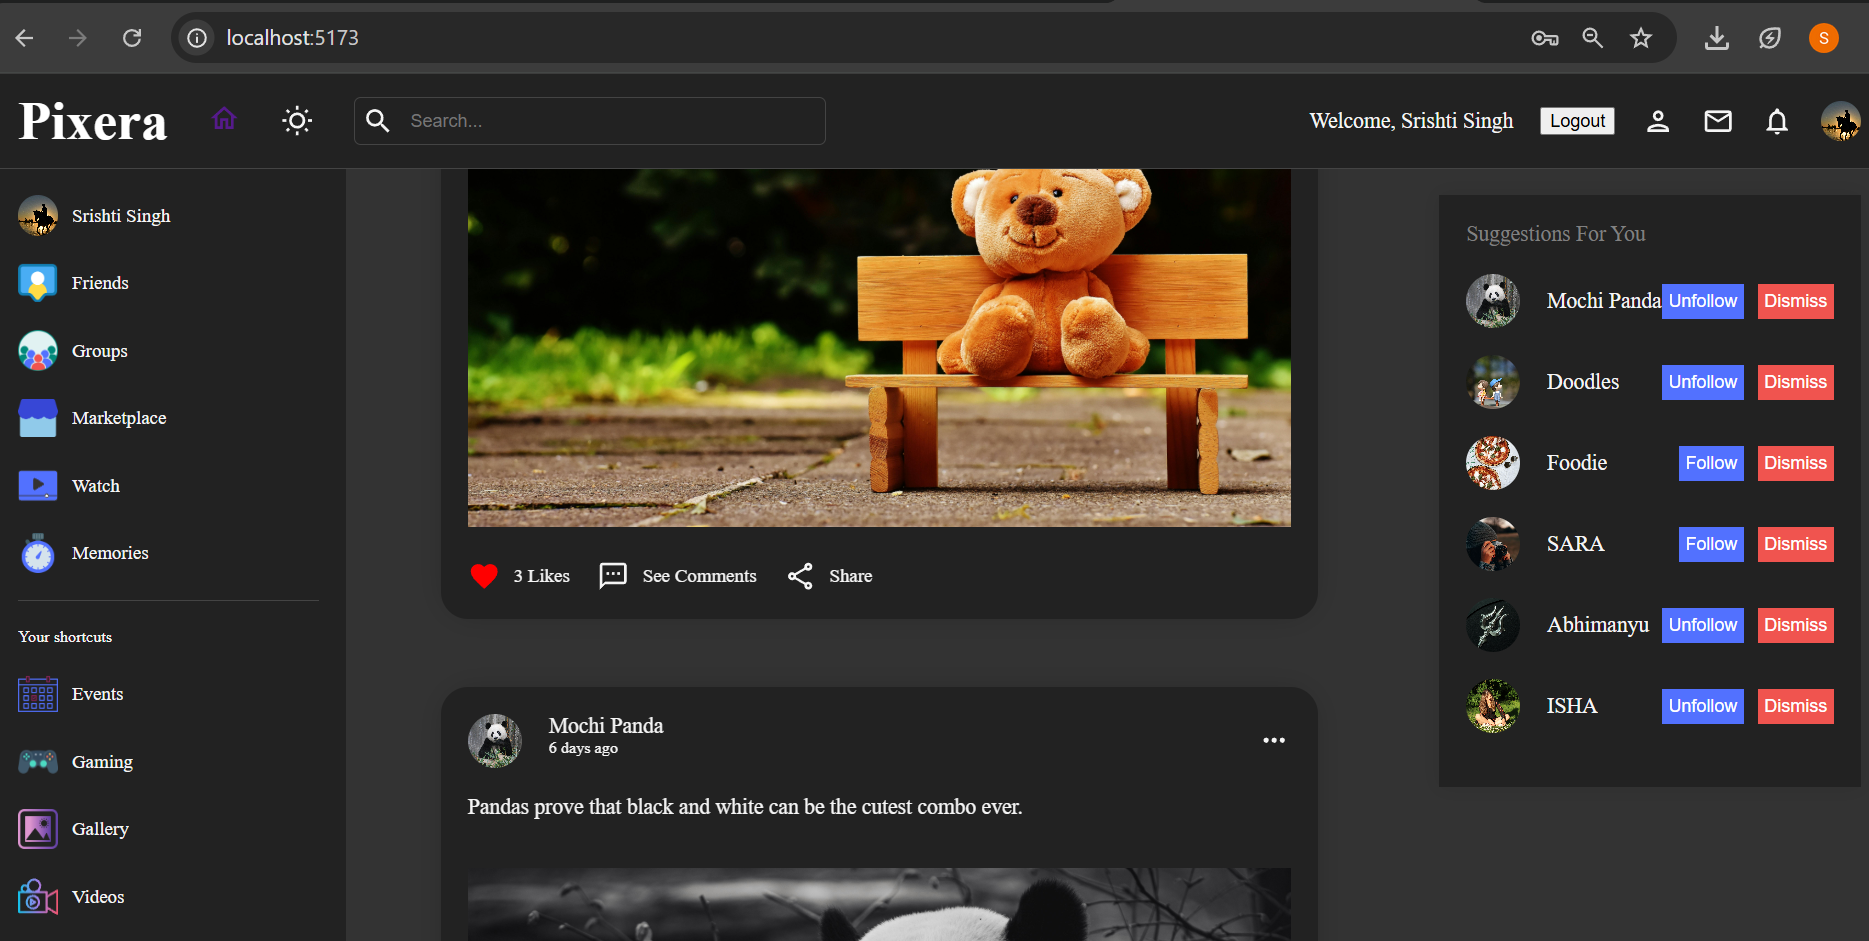 localhost:5173
S
Pixera
Search...
Welcome, Srishti Singh
Logout
Srishti Singh
Friends
Groups
Marketplace
Watch
Memories
Your shortcuts
Events
Gaming
Gallery
Videos
3 Likes
See Comments
Share
Mochi Panda
6 days ago
Pandas prove that black and white can be the cutest combo ever.
Suggestions For You
Mochi Panda Unfollow Dismiss
Doodles Unfollow Dismiss
Foodie Follow Dismiss
SARA Follow Dismiss
Abhimanyu Unfollow Dismiss
ISHA Unfollow Dismiss